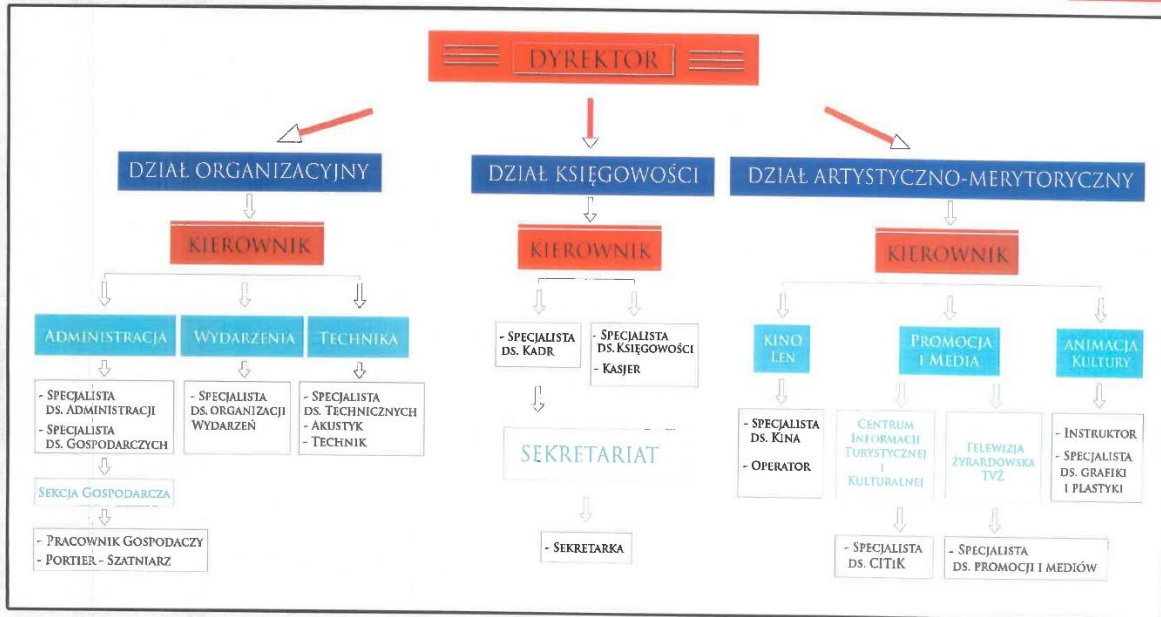 DYREKTOR
DZIAŁ ORGANIZACYJNY
KIEROWNIK
ADMINISTRACJA
- SPECJALISTA
DS. ADMINISTRACJI
- SPECJALISTA
DS. GOSPODARCZYCH
SEKCJA GOSPODARCZA
- PRACOWNIK GOSPODACZY
- PORTIER - SZATNIARZ
WYDARZENIA
- SPECJALISTA
DS. ORGANIZACJI
WYDARZEŃ
TECHNIKA
- SPECJALISTA
DS. TECHNICZNYCH
- AKUSTYK
- TECHNIK
DZIAŁ KSIĘGOWOŚCI
KIEROWNIK
- SPECJALISTA
DS. KADR
- SPECJALISTA
DS. KSIĘGOWOŚCI
- KASJER
SEKRETARIAT
- SEKRETARKA
DZIAŁ ARTYSTYCZNO-MERYTORYCZNY
KIEROWNIK
KINO
LEN
- SPECJALISTA
DS. KINA
- OPERATOR
PROMOCJA
I MEDIA
CENTRUM
INFORMACJI
TURYSTYCZNEJ
I
KULTURALNEJ
- SPECJALISTA
DS. CITiK
TELEWIZJA
ŻYRARDOWSKA
TVŻ
- SPECJALISTA
DS. PROMOCJI I MEDIÓW
ANIMACJA
KULTURY
- INSTRUKTOR
- SPECJALISTA
DS. GRAFIKI
I PLASTYKI